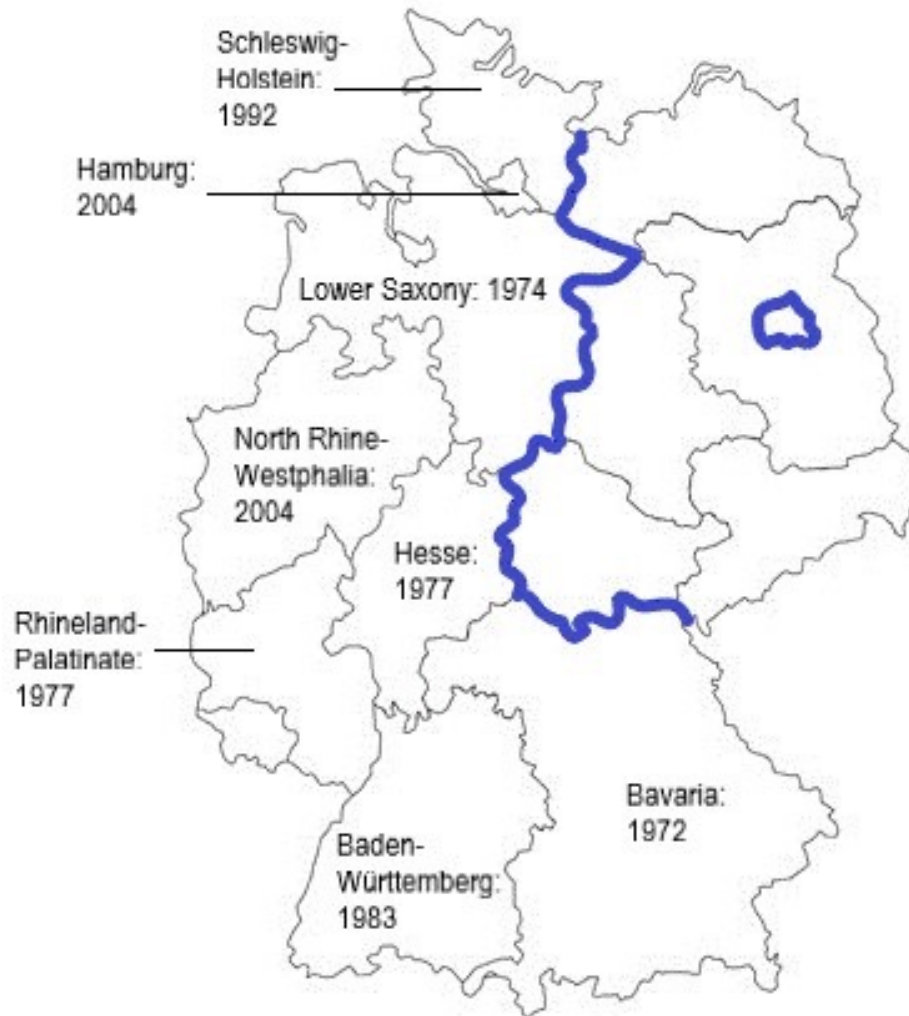 Schleswig-
Holstein:
1992
Hamburg:
2004
Lower Saxony: 1974
North Rhine-
Westphalia:
2004
Hesse:
1977
Rhineland-
Palatinate:
1977
Bavaria:
1972
Baden-
Württemberg:
1983